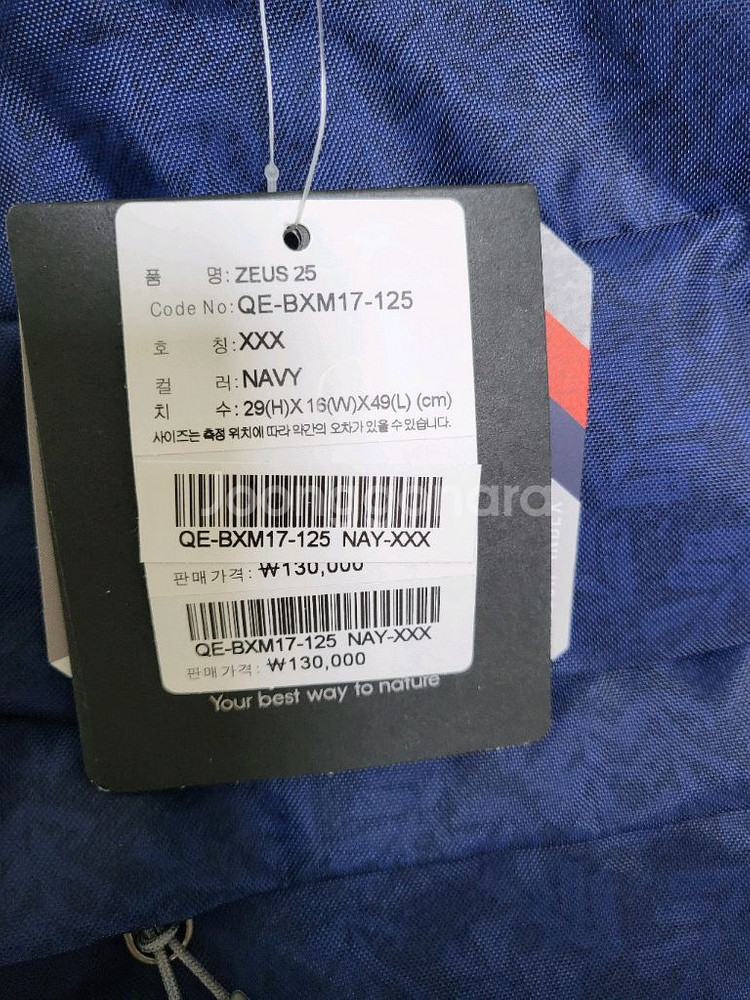 품 명: ZEUS 25
Code No: QE-BXM17-125
호 칭: XXX
컬 러: NAVY
치 수: 29(H)X16(W)X49(L) (cm)
사이즈는 측정 위치에 따라 약간의 오차가 있을 수 있습니다.
Joonggonara
QE-BXM17-125 NAY-XXX
판매가격: ₩130,000
QE-BXM17-125 NAY-XXX
판매가격: ₩130,000
Your best way to nature